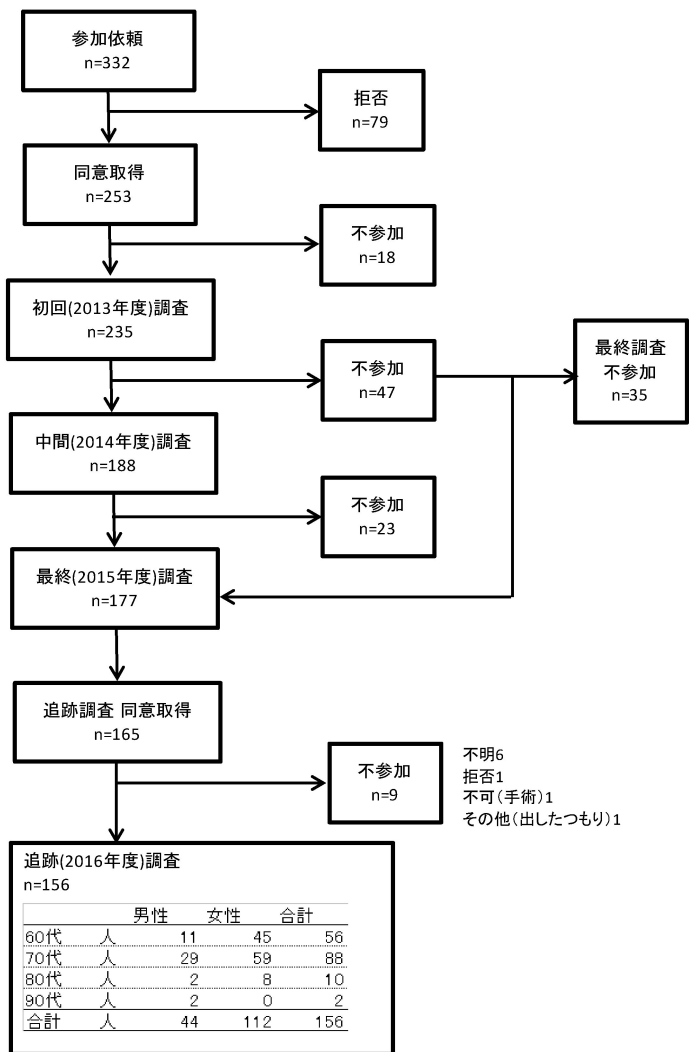 参加依頼
n=332
拒否
n=79
同意取得
n=253
不参加
n=18
初回(2013年度)調査
n=235
不参加
n=47
最終調査
不参加
n=35
中間(2014年度)調査
n=188
不参加
n=23
最終(2015年度)調査
n=177
追跡調査 同意取得
n=165
不参加
n=9
不明6
拒否1
不可(手術)1
その他(出したつもり)1
追跡(2016年度)調査
n=156
男性 女性 合計
60代 人 11 45 56
70代 人 29 59 88
80代 人 2 8 10
90代 人 2 0 2
合計 人 44 112 156